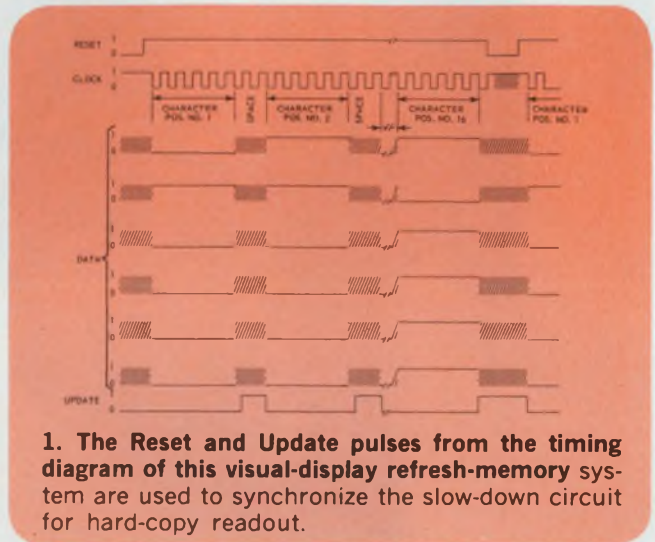 RESET 1
0
CLOCK 1
0
CHARACTER POS. NO. 1
SPACE
CHARACTER POS. NO. 2
SPACE
CHARACTER POS. NO. 16
CHARACTER POS. NO. 1
DATA
1
0
1
0
1
0
1
0
1
0
1
0
UPDATE 1
0
1. The Reset and Update pulses from the timing
diagram of this visual-display refresh-memory sys-
tem are used to synchronize the slow-down circuit
for hard-copy readout.